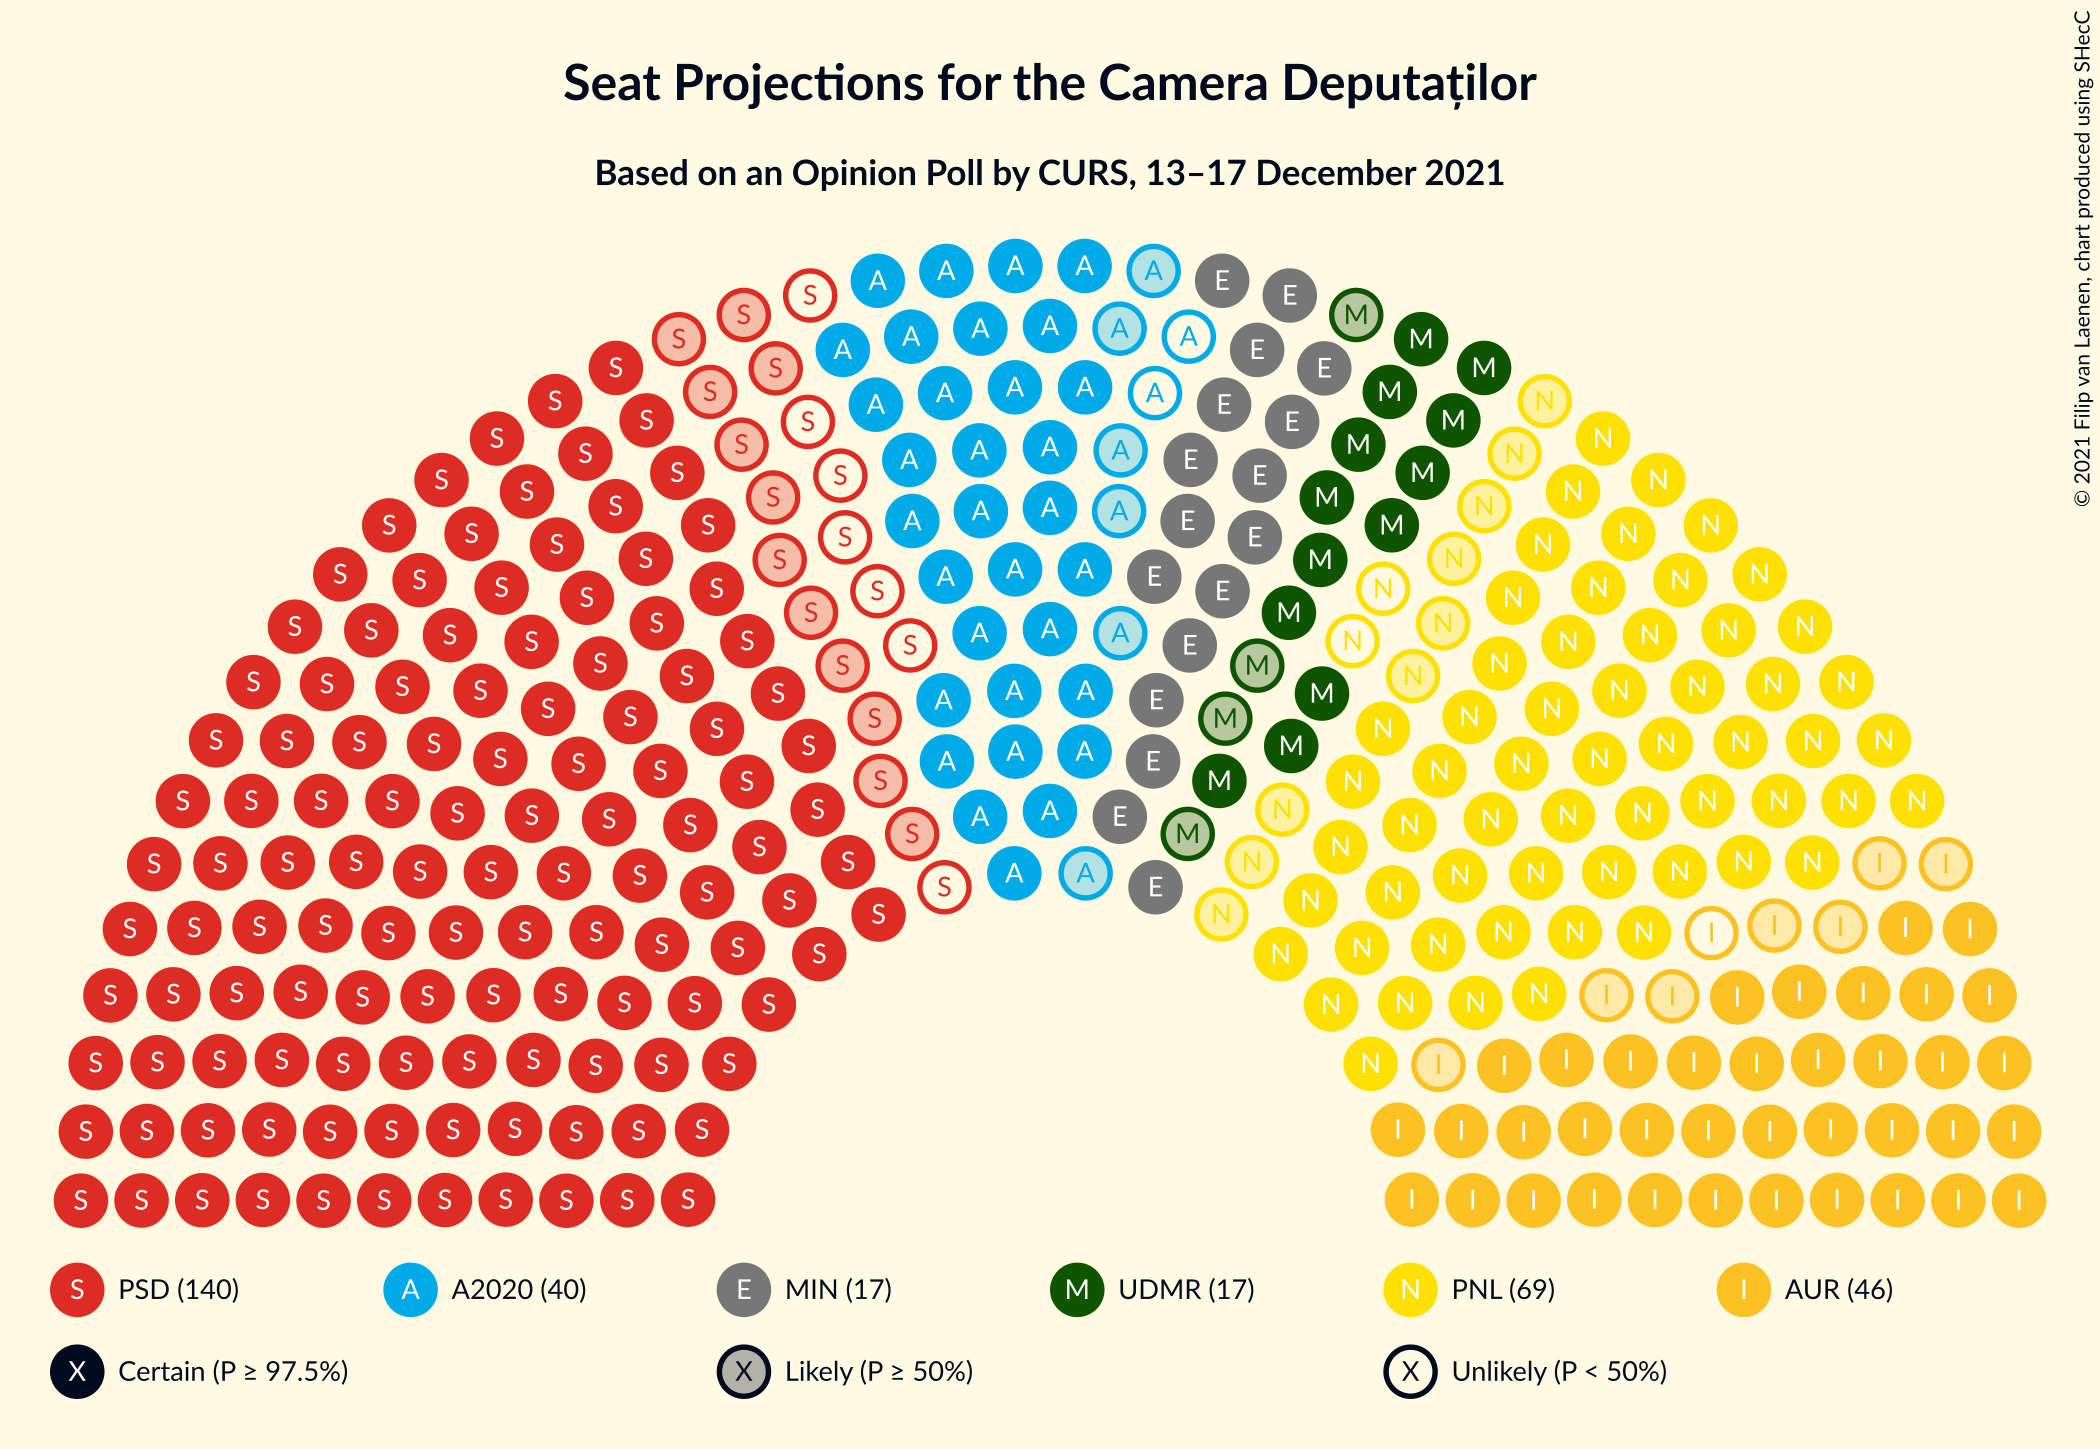 Seat Projections for the Camera Deputaților
Based on an Opinion Poll by CURS, 13–17 December 2021
© 2021 Filip van Laenen, chart produced using SHecC
S PSD (140)
A A2020 (40)
E MIN (17)
M UDMR (17)
N PNL (69)
I AUR (46)
X Certain (P ≥ 97.5%)
X Likely (P ≥ 50%)
X Unlikely (P < 50%)